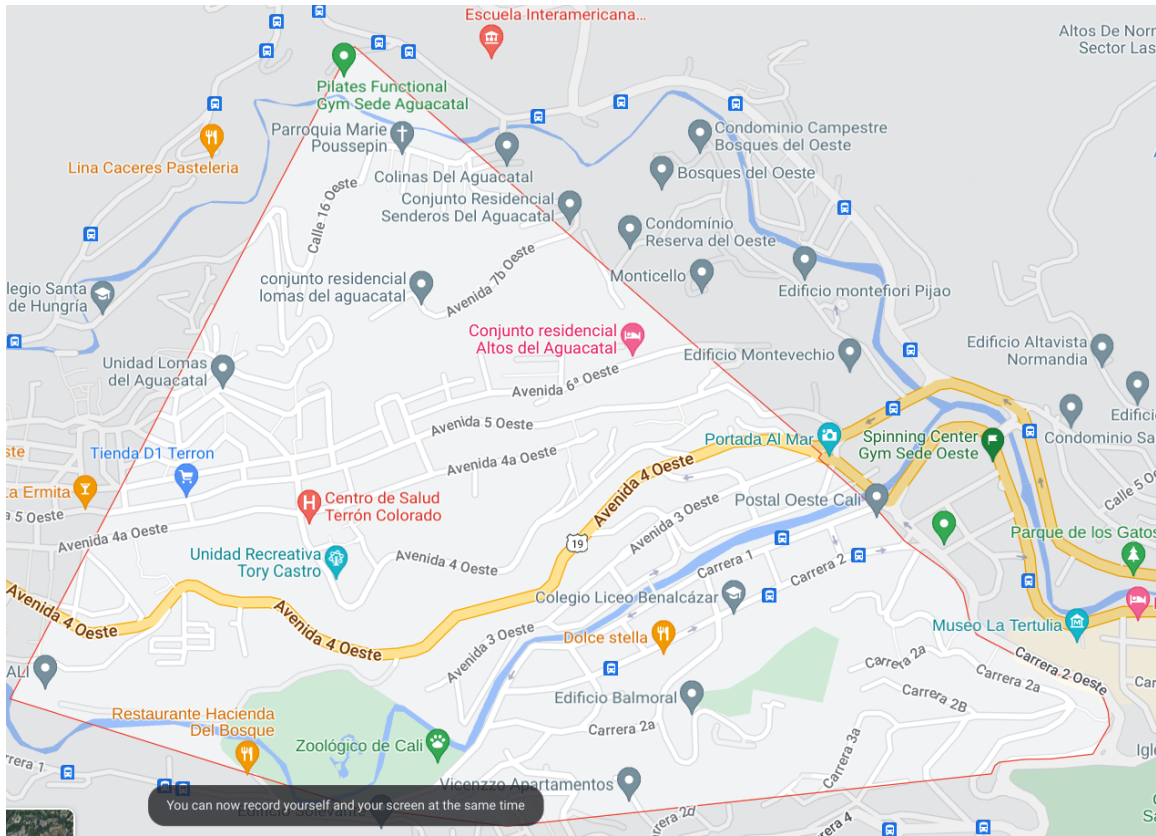 Escuela Interamericana...
Altos De Norm
Sector Las
Pilates Functional
Gym Sede Aguacatal
Parroquia Marie
Poussepin
Condominio Campestre
Bosques del Oeste
Lina Caceres Pasteleria
Colinas Del Aguacatal
Bosques del Oeste
Calle 16 Oeste
Conjunto Residencial
Senderos Del Aguacatal
Condomínio
Reserva del Oeste
Avenida 7b Oeste
conjunto residencial
lomas del aguacatal
Monticello
Edificio montefiori Pijao
legio Santa
de Hungría
Conjunto residencial
Altos del Aguacatal
Edificio Montevechio
Edificio Altavista
Normandia
Unidad Lomas
del Aguacatal
Avenida 6ª Oeste
Edificio
Avenida 5 Oeste
Portada Al Mar
Spinning Center
Gym Sede Oeste
Condominio Sa
ste
Tienda D1 Terron
Avenida 4a Oeste
Avenida 4 Oeste
La Ermita
Calle 5 Oe
Centro de Salud
Terrón Colorado
Postal Oeste Cali
a 5 Oeste
Avenida 4a Oeste
Avenida 3 Oeste
19
Parque de los Gatos
Unidad Recreativa
Tory Castro
Avenida 4 Oeste
Carrera 1
Carrera 2
Avenida 4 Oeste
Colegio Liceo Benalcázar
Avenida 4 Oeste
Museo La Tertulia
Dolce stella
Avenida 3 Oeste
ALI
Carrera 2a
Carrera 2 Oeste
Carrera 2a
Edificio Balmoral
Carrera 2B
Carr
Restaurante Hacienda
Del Bosque
Carrera 2a
Carrera 3a
Zoológico de Cali
Igl
rrera 1
Vicenzzo Apartamentos
You can now record yourself and your screen at the same time
Carrera 2d
Carrera 4
Sa